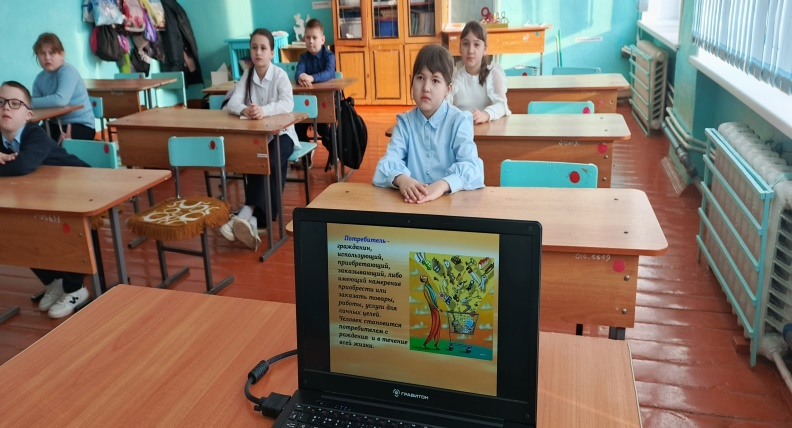 Потребитель -
гражданин,
использующий,
приобретающий,
заказывающий, либо
имеющий намерение
приобрести или
заказать товары,
работы, услуги для
личных целей.
Человек становится
потребителем с
рождения и в течение
всей жизни.
ГРАВИТОН